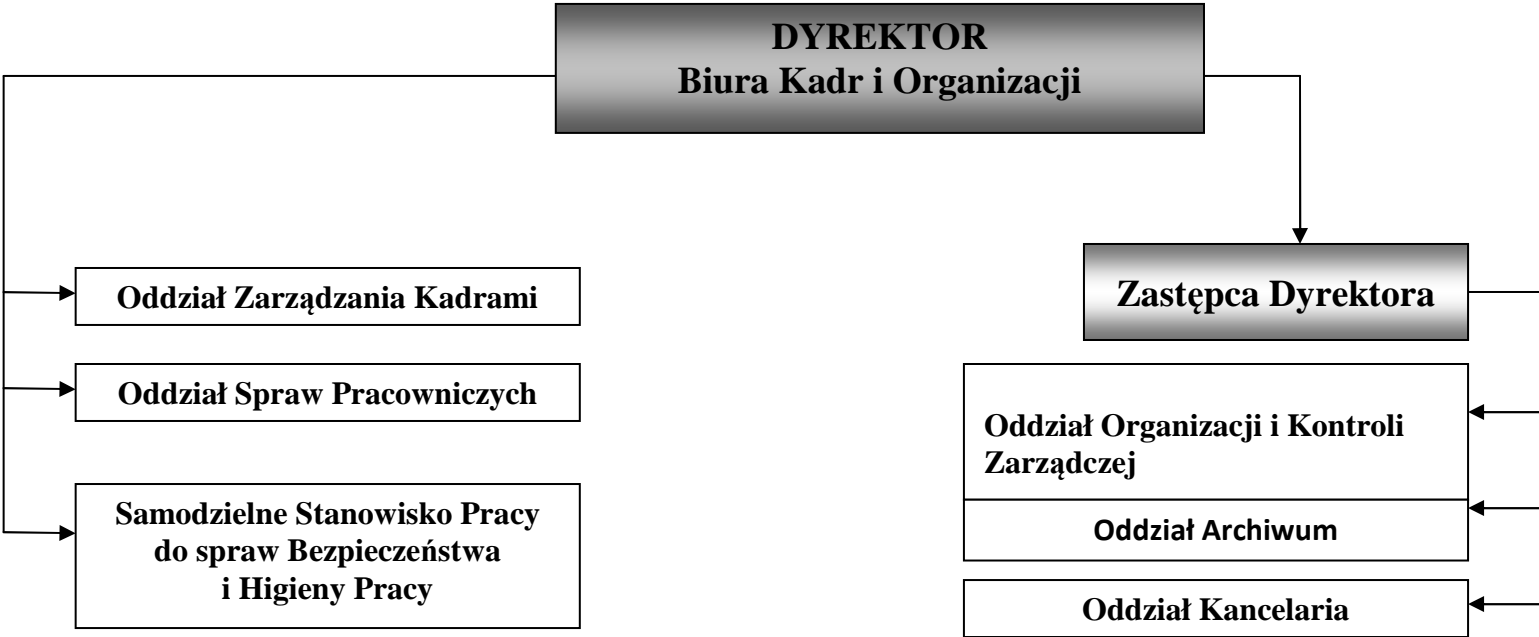 DYREKTOR
Biura Kadr i Organizacji
Oddział Zarządzania Kadrami
Oddział Spraw Pracowniczych
Samodzielne Stanowisko Pracy
do spraw Bezpieczeństwa
i Higieny Pracy
Zastępca Dyrektora
Oddział Organizacji i Kontroli
Zarządczej
Oddział Archiwum
Oddział Kancelaria